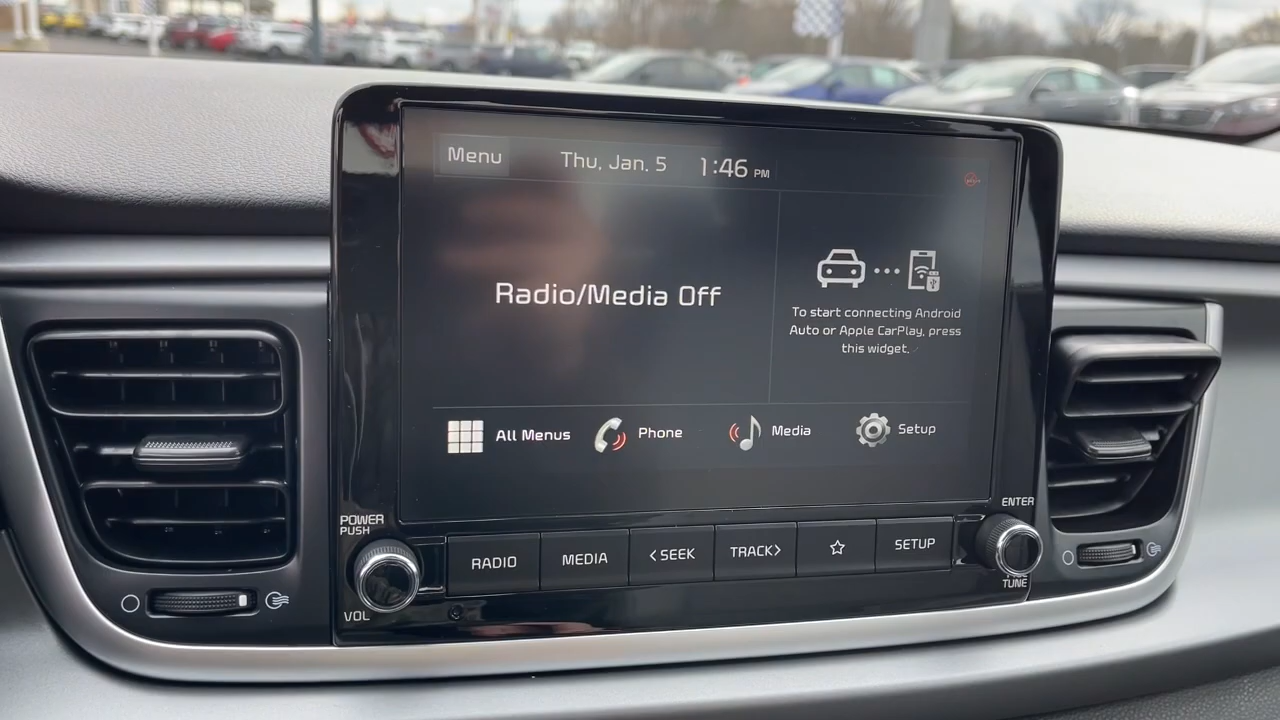 Menu Thu, Jan. 5 1:46 PM
Radio/Media Off
To start connecting Android
Auto or Apple CarPlay, press
this widget.
All Menus Phone Media Setup
POWER
PUSH
VOL
RADIO MEDIA <SEEK TRACK> SETUP
ENTER
TUNE